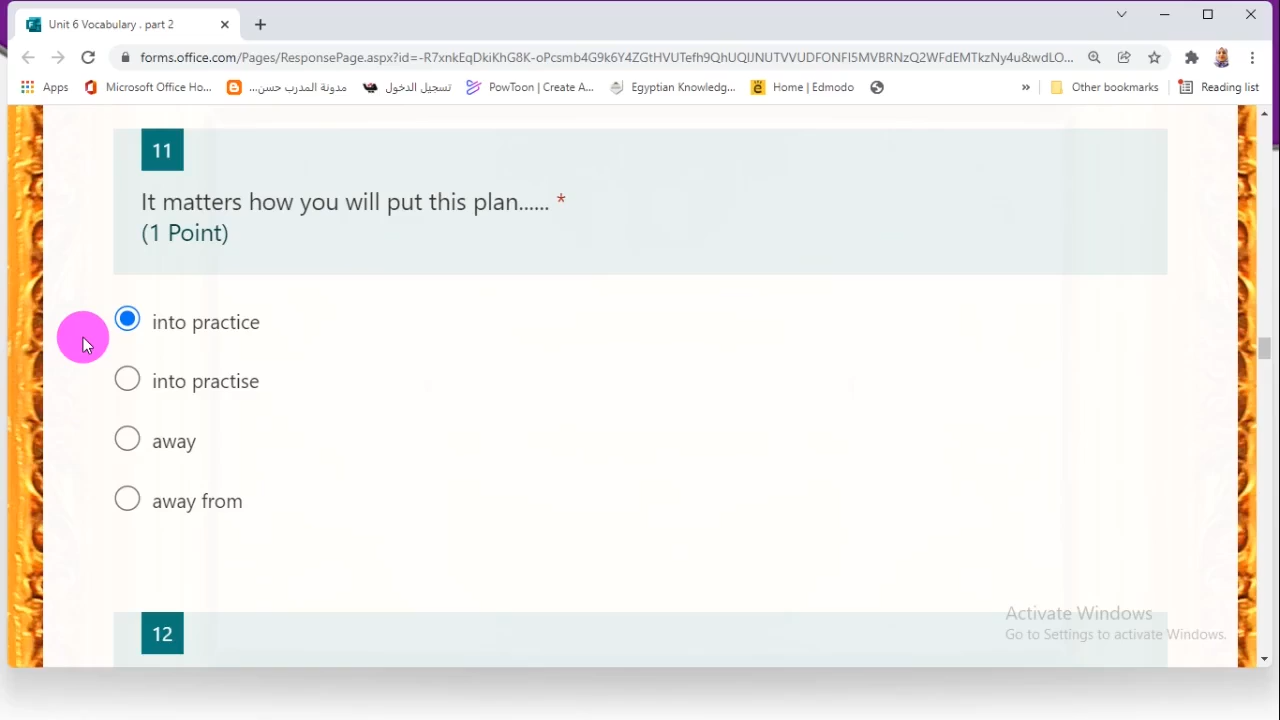 Unit 6 Vocabulary . part 2
forms.office.com/Pages/ResponsePage.aspx?id=-R7xnkEqDkiKhG8K-oPcsmb4G9k6Y4ZGtHVUTefh9QhUQlJNUTVVUDFONFI5MVBRNzQ2WFdEMTkzNy4u&wdLO...
Apps Microsoft Office Ho... مدونة المدرب حسن... تسجيل الدخول PowToon | Create A... Egyptian Knowledg... Home | Edmodo » Other bookmarks Reading list
11
It matters how you will put this plan...... *
(1 Point)
into practice
into practise
away
away from
12
Activate Windows
Go to Settings to activate Windows.